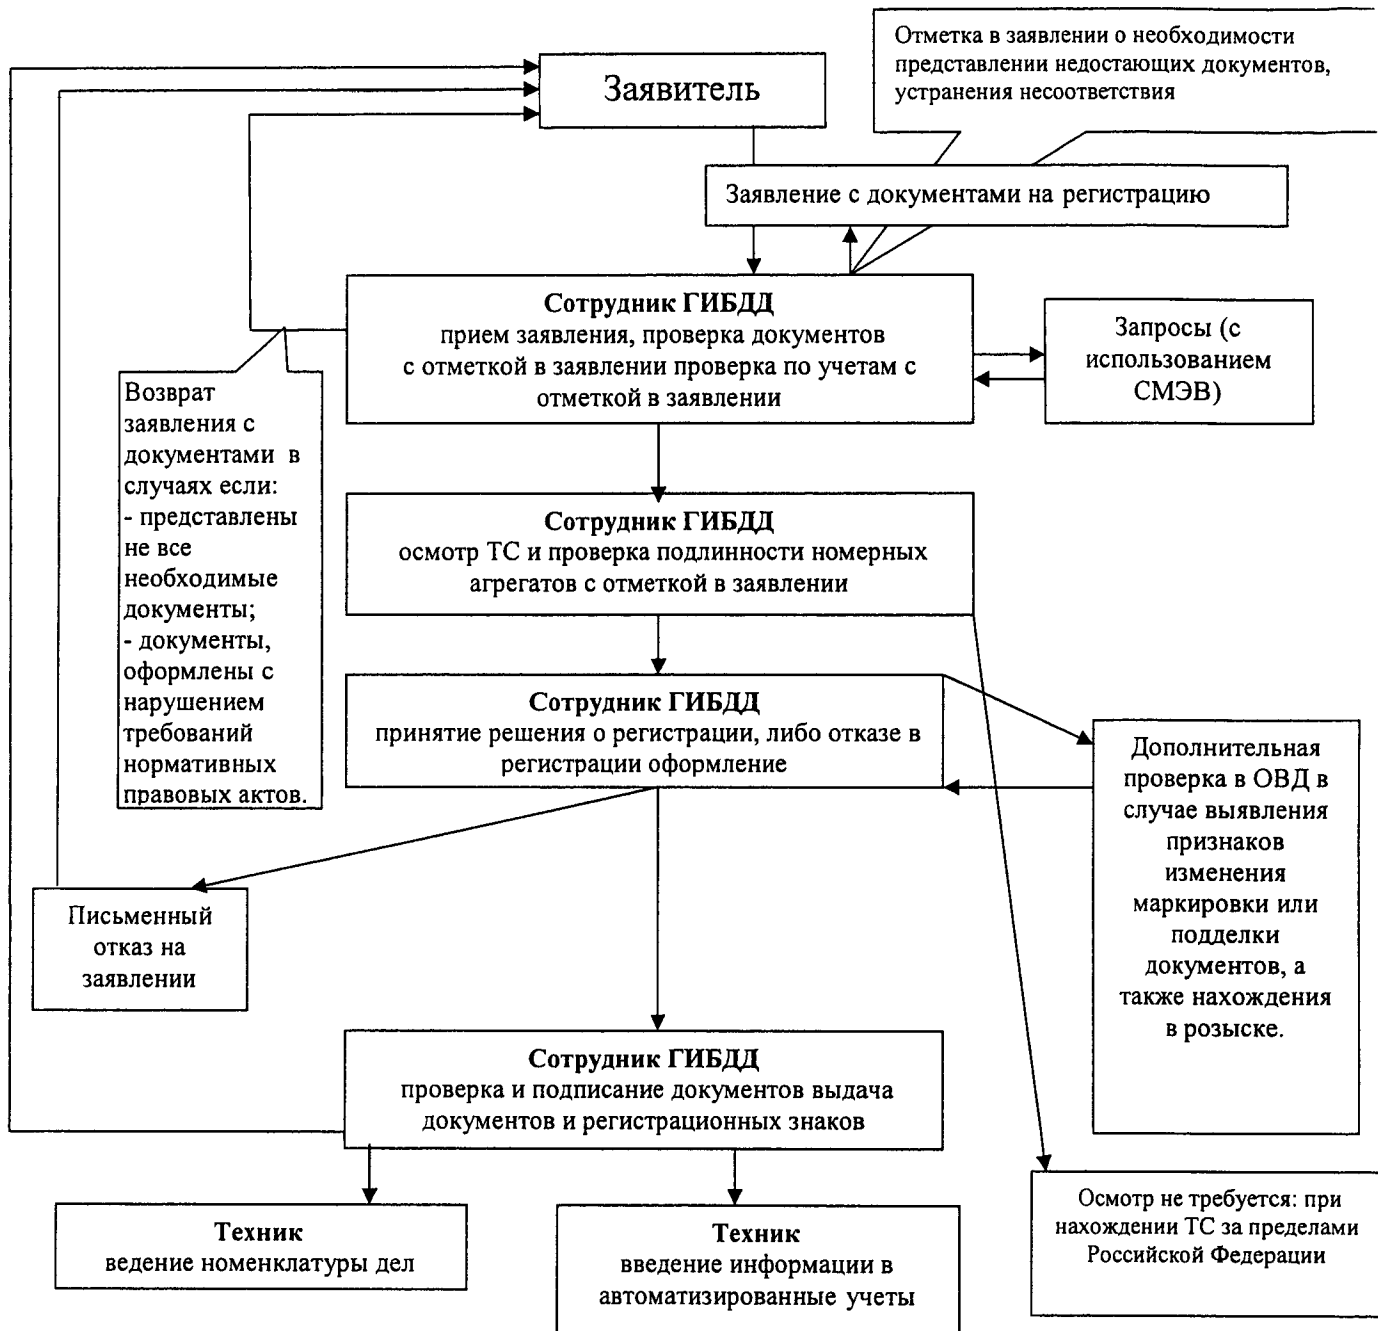 Отметка в заявлении о необходимости
представлении недостающих документов,
устранения несоответствия
Заявитель
Заявление с документами на регистрацию
Сотрудник ГИБДД
прием заявления, проверка документов
с отметкой в заявлении проверка по учетам с
отметкой в заявлении
Запросы (с
использованием
СМЭВ)
Возврат
заявления с
документами в
случаях если:
- представлены
не все
необходимые
документы;
- документы,
оформлены с
нарушением
требований
нормативных
правовых актов.
Сотрудник ГИБДД
осмотр ТС и проверка подлинности номерных
агрегатов с отметкой в заявлении
Сотрудник ГИБДД
принятие решения о регистрации, либо отказе в
регистрации оформление
Дополнительная
проверка в ОВД в
случае выявления
признаков
изменения
маркировки или
подделки
документов, а
также нахождения
в розыске.
Письменный
отказ на
заявлении
Сотрудник ГИБДД
проверка и подписание документов выдача
документов и регистрационных знаков
Техник
ведение номенклатуры дел
Техник
введение информации в
автоматизированные учеты
Осмотр не требуется: при
нахождении ТС за пределами
Российской Федерации